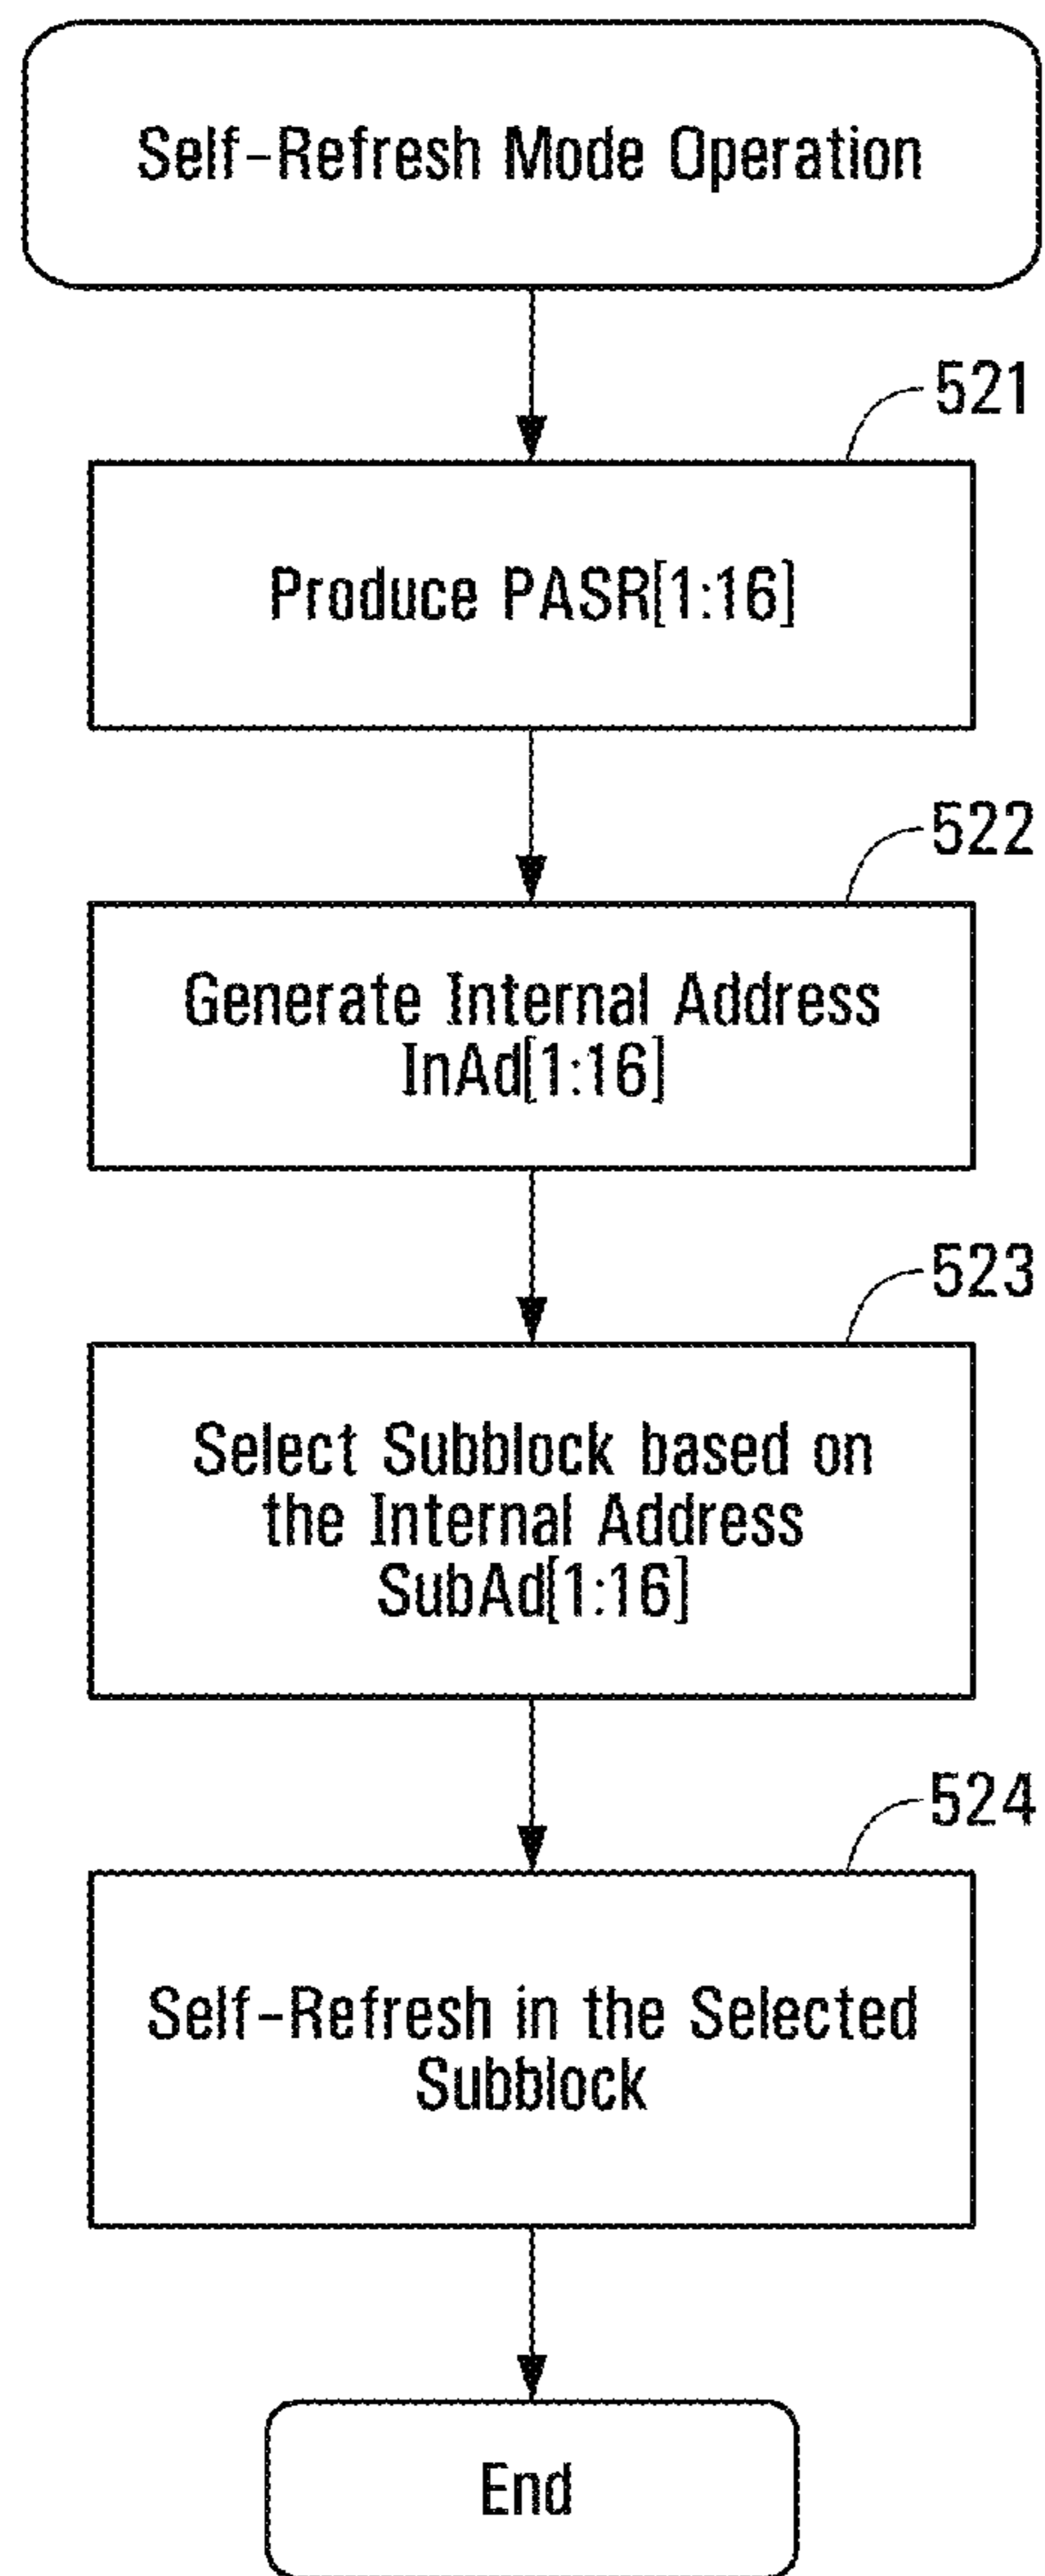 Self-Refresh Mode Operation
521
Produce PASR[1:16]
522
Generate Internal Address
InAd[1:16]
523
Select Subblock based on
the Internal Address
SubAd[1:16]
524
Self-Refresh in the Selected
Subblock
End